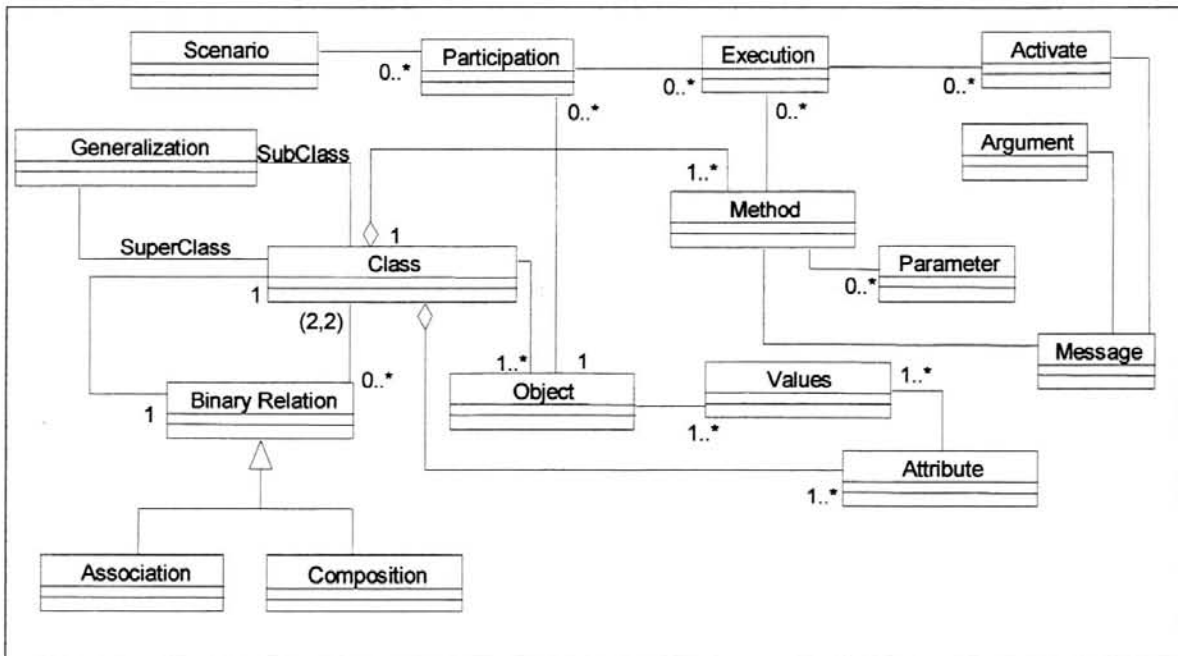 Scenario
0..*
Participation
0..*
0..*
Execution
0..*
0..*
Activate
Generalization
SubClass
SuperClass
Argument
1..*
Method
1
Class
1
(2,2)
0..*
Parameter
1..*
1
Object
Message
1..*
Values
1..*
Binary Relation
1
1..*
Attribute
Association
Composition